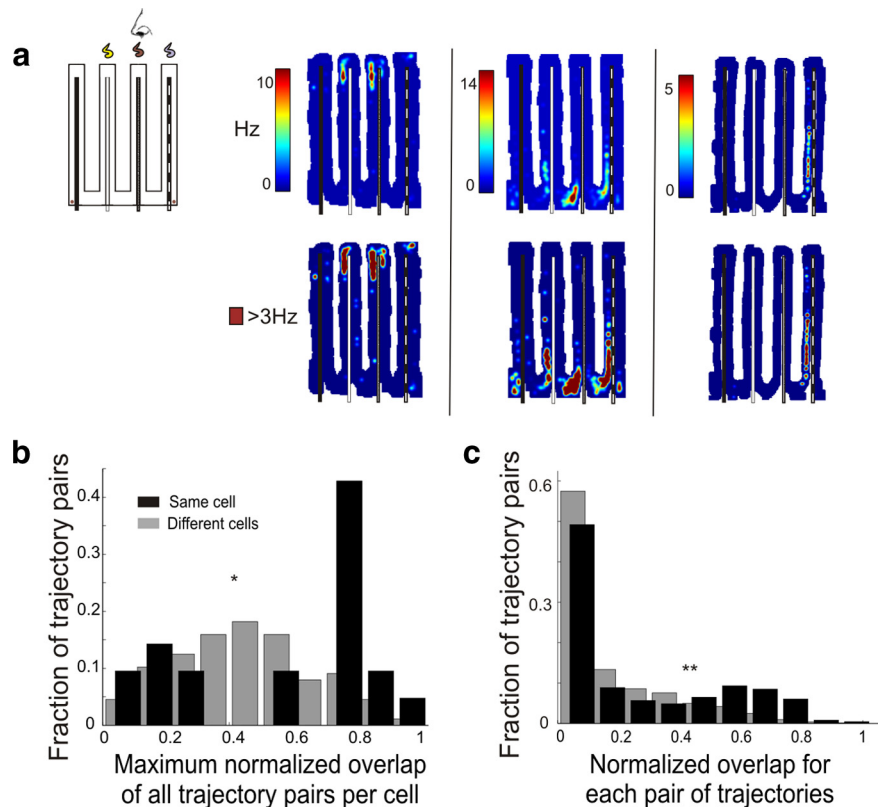 a
10
Hz
0
14
0
5
0
>3Hz
b
Fraction of trajectory pairs
0.4
0.3
0.2
0.1
0
Same cell
Different cells
*
0 0.2 0.4 0.6 0.8 1
Maximum normalized overlap
of all trajectory pairs per cell
c
Fraction of trajectory pairs
0.6
0.3
0
**
0 0.2 0.4 0.6 0.8 1
Normalized overlap for
each pair of trajectories